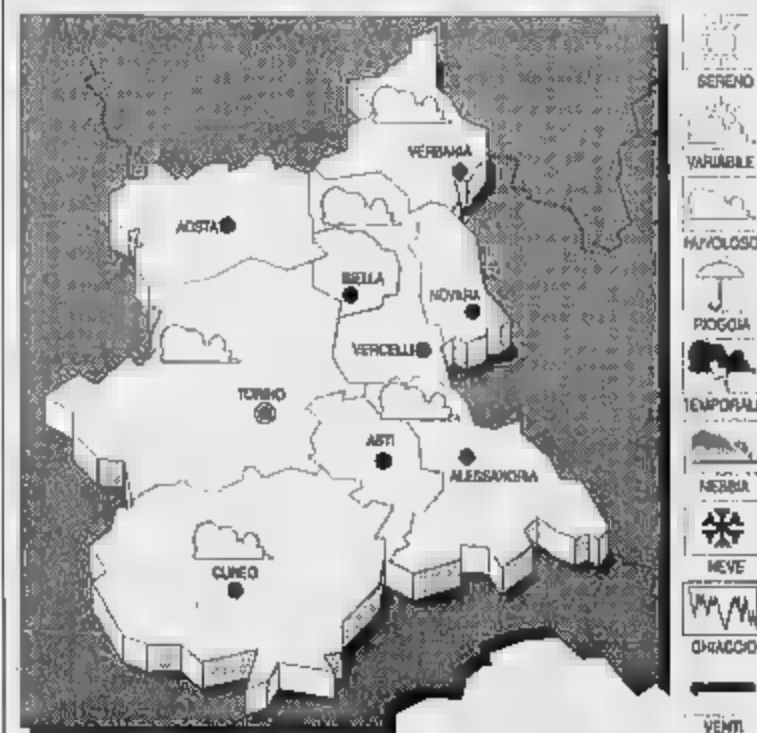 SERENO
VERBANIA
VARIABILE
AOSTA
NUVOLOSO
BIELLA
NOVARA
PIOGGIA
VERCELLI
TORINO
TEMPORALI
ASTI
ALESSANDRIA
NEBBIA
NEVE
CUNEO
GHIACCIO
VENTI